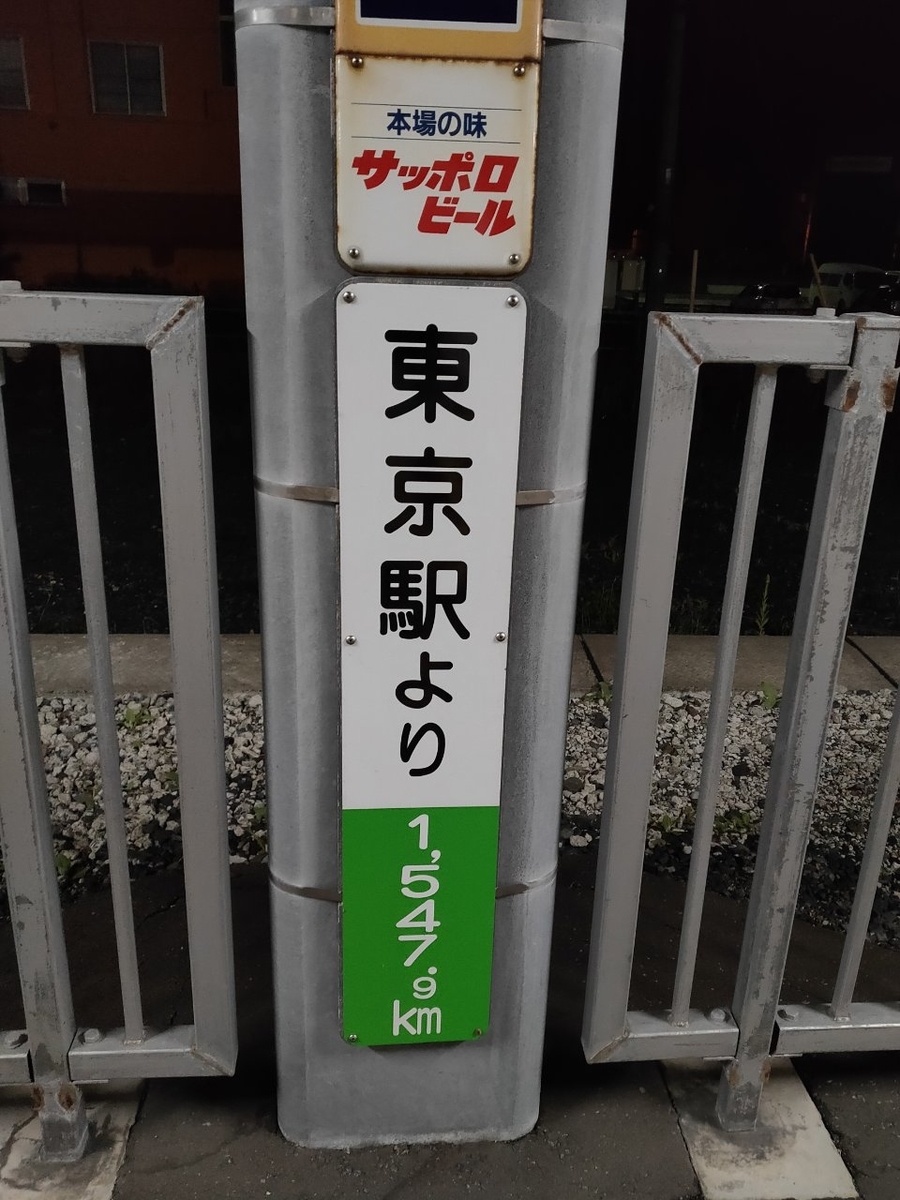 本場の味
サッポロ
ビール
東京駅より
1,547.9
km